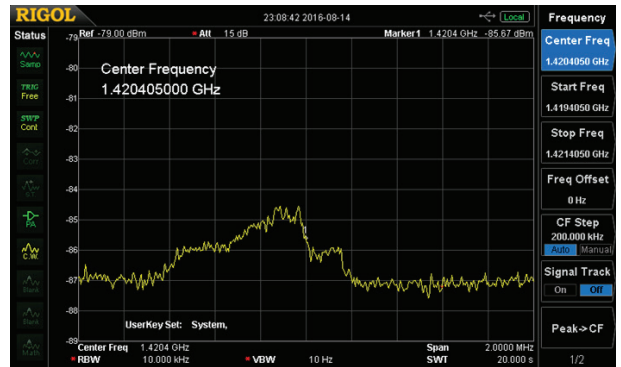 RIGOL
23:08:42 2016-08-14
Local
Frequency
Status
Ref -79.00 dBm
Att 15 dB
Marker1 1.4204 GHz -85.67 dBm
-79
-80
-81
-82
-83
-84
-85
-86
-87
-88
-89
Center Frequency
1.420405000 GHz
UserKey Set: System,
Samp
TRIG
Free
SWP
Cont
Corr
PA
C.W.
Blank
Blank
Math
Center Freq 1.4204 GHz
Span 2.0000 MHz
RBW 10.000 kHz
VBW 10 Hz
SWT 20.000 s
Center Freq
1.4204050 GHz
Start Freq
1.4194050 GHz
Stop Freq
1.4214050 GHz
Freq Offset
0 Hz
CF Step
200.000 kHz
Auto Manual
Signal Track
On Off
Peak->CF
1/2